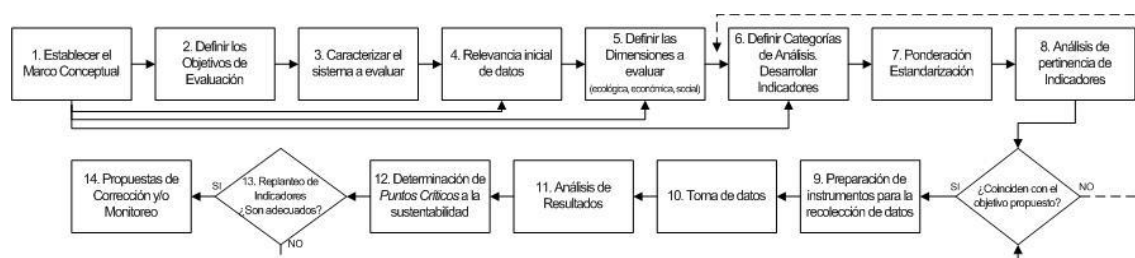 1. Establecer el
Marco Conceptual
2. Definir los
Objetivos de
Evaluación
3. Caracterizar el
sistema a evaluar
4. Relevancia inicial
de datos
5. Definir las
Dimensiones a
evaluar
(ecológica, económica, social)
6. Definir Categorías
de Análisis.
Desarrollar
Indicadores
7. Ponderación
Estandarización
8. Análisis de
pertinencia de
Indicadores
¿Coinciden con el
objetivo propuesto?
SI
NO
9. Preparación de
instrumentos para la
recolección de datos
10. Toma de datos
11. Análisis de
Resultados
12. Determinación de
Puntos Críticos a la
sustentabilidad
13. Replanteo de
Indicadores
¿Son adecuados?
SI
NO
14. Propuestas de
Corrección y/o
Monitoreo